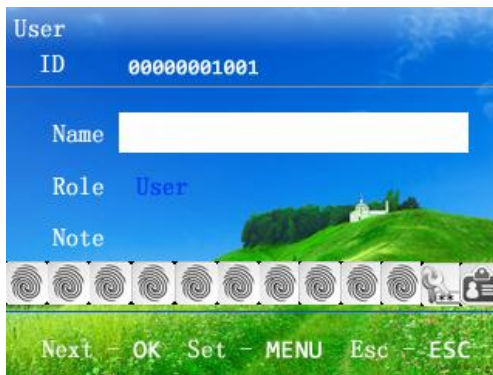 User
ID 00000001001
Name
Role User
Note
Next - OK Set - MENU Esc - ESC